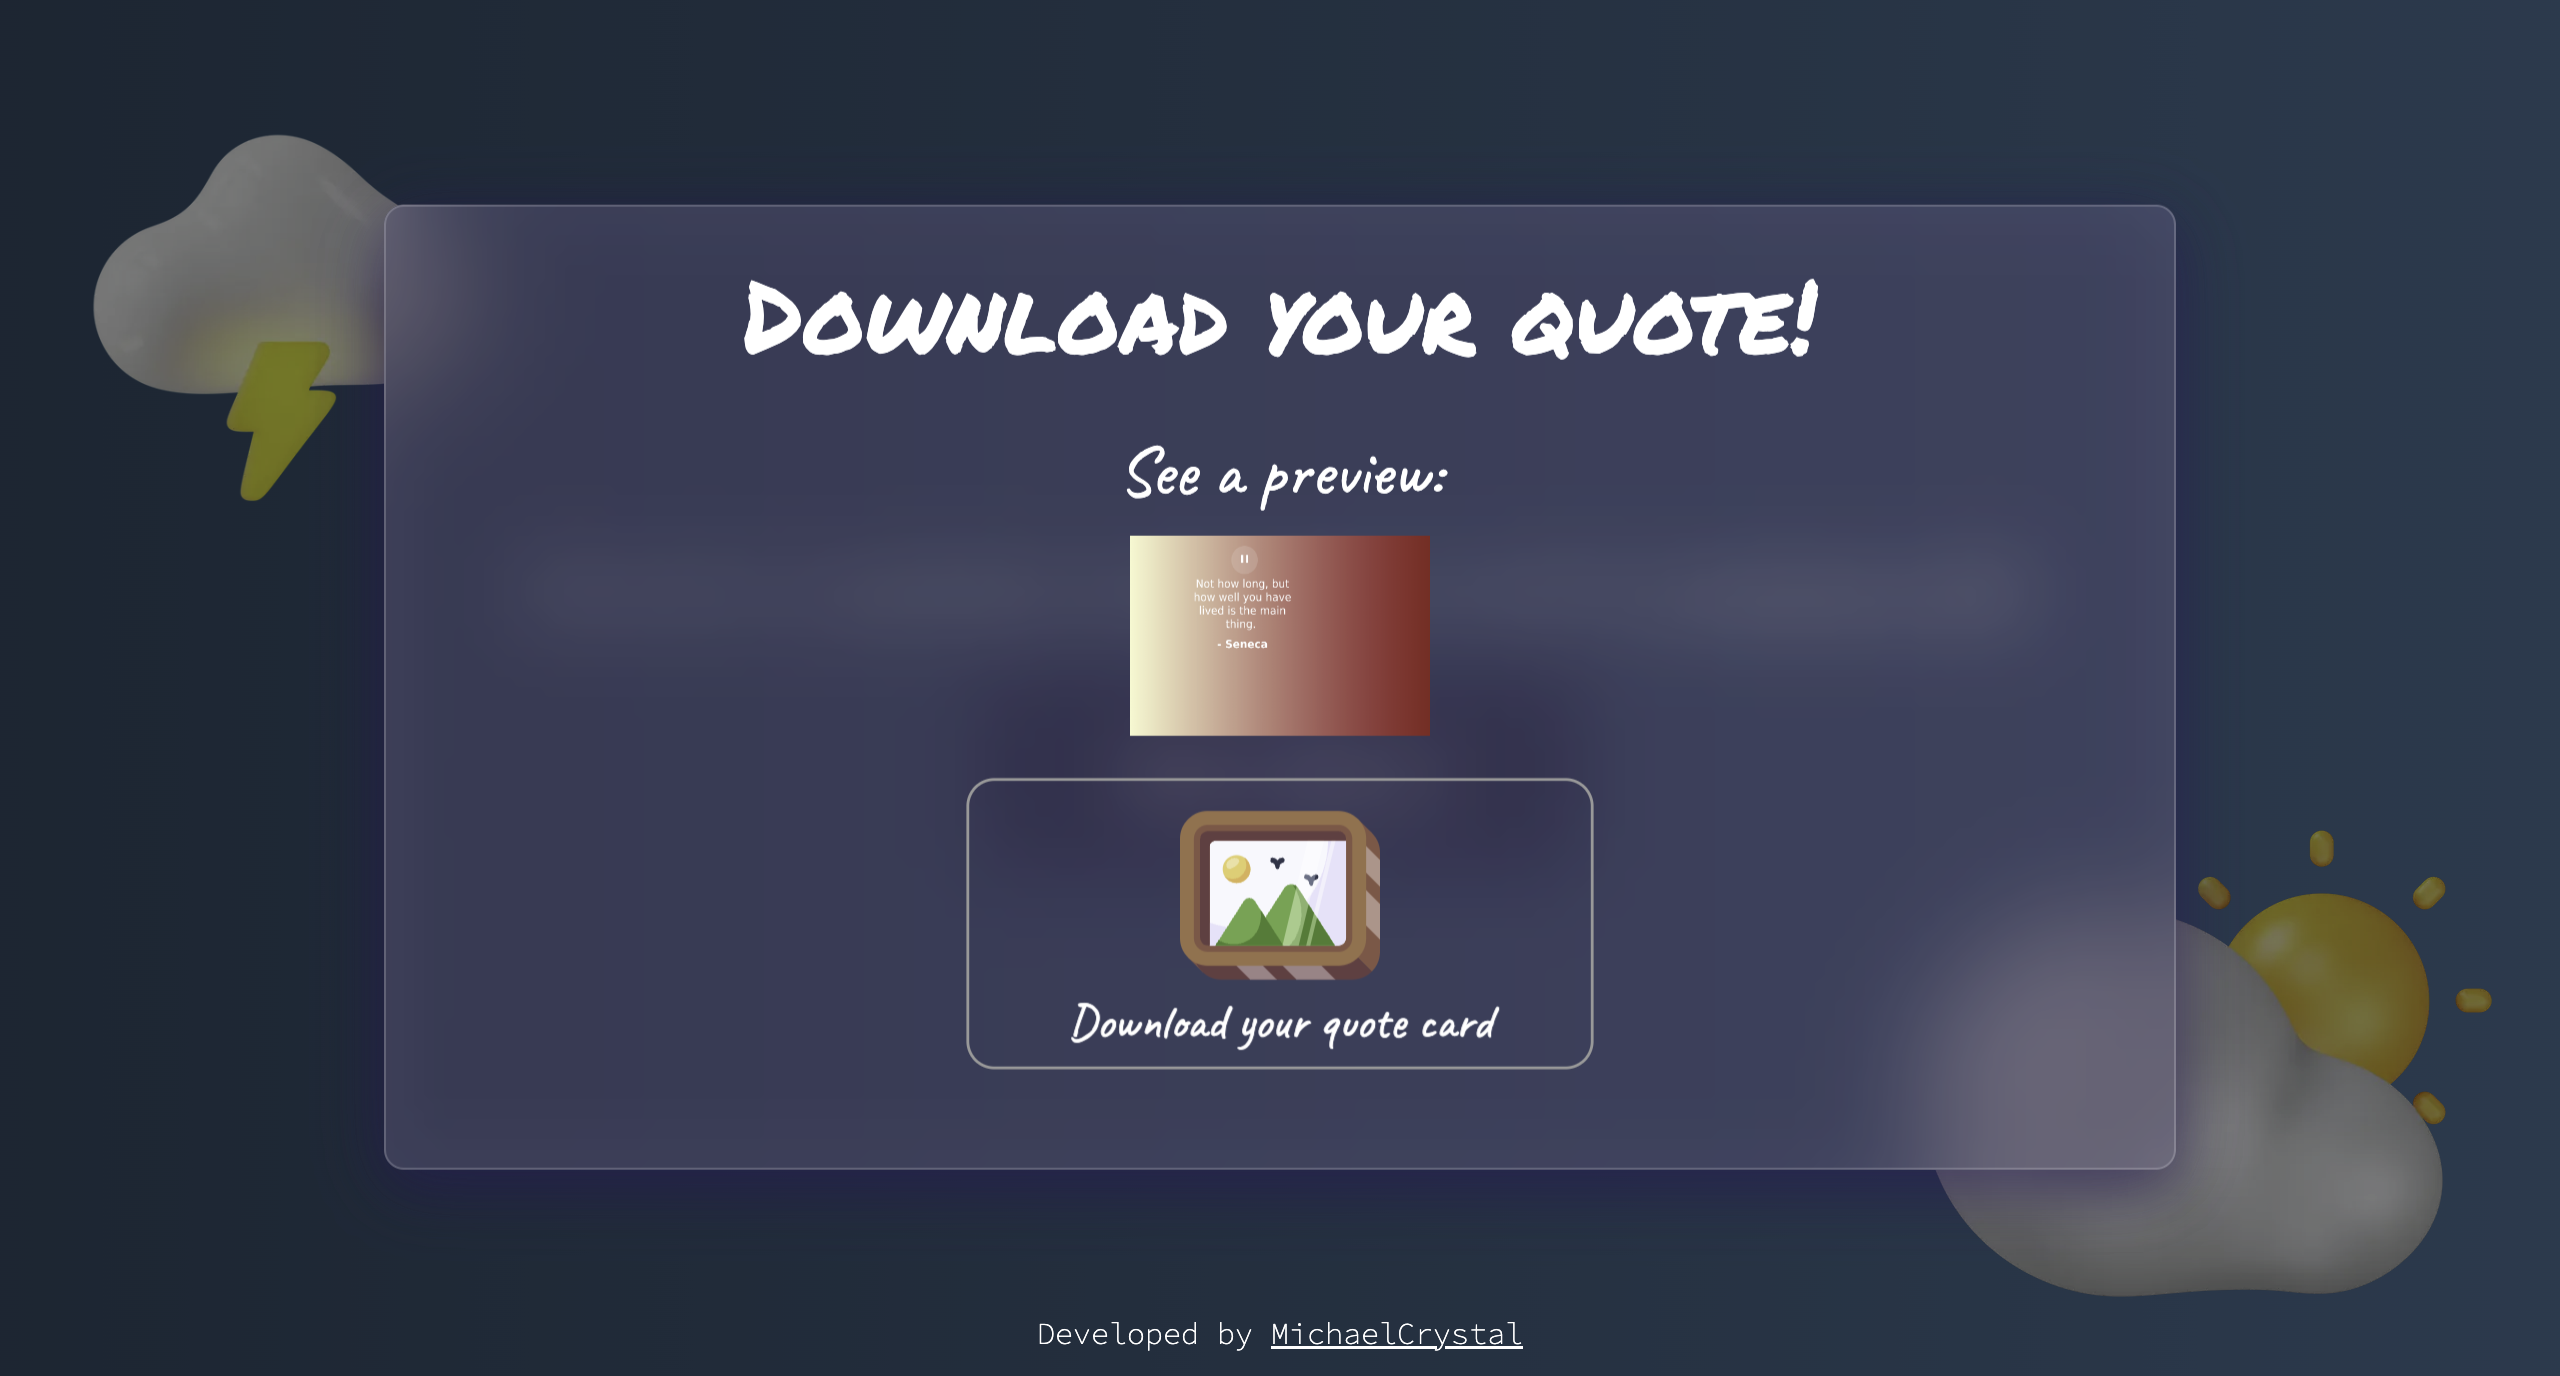 Download your quote!
See a preview:
Not how long, but
how well you have
lived is the main
thing.
- Seneca
Download your quote card
Developed by MichaelCrystal